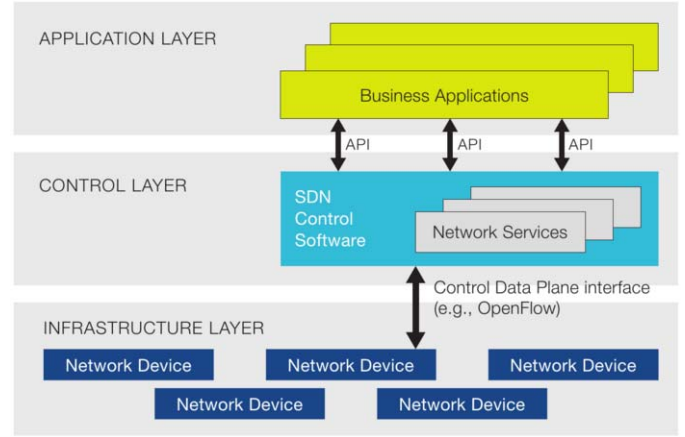 APPLICATION LAYER
Business Applications
API
API
API
CONTROL LAYER
SDN
Control
Software
Network Services
Control Data Plane interface
(e.g., OpenFlow)
INFRASTRUCTURE LAYER
Network Device
Network Device
Network Device
Network Device
Network Device